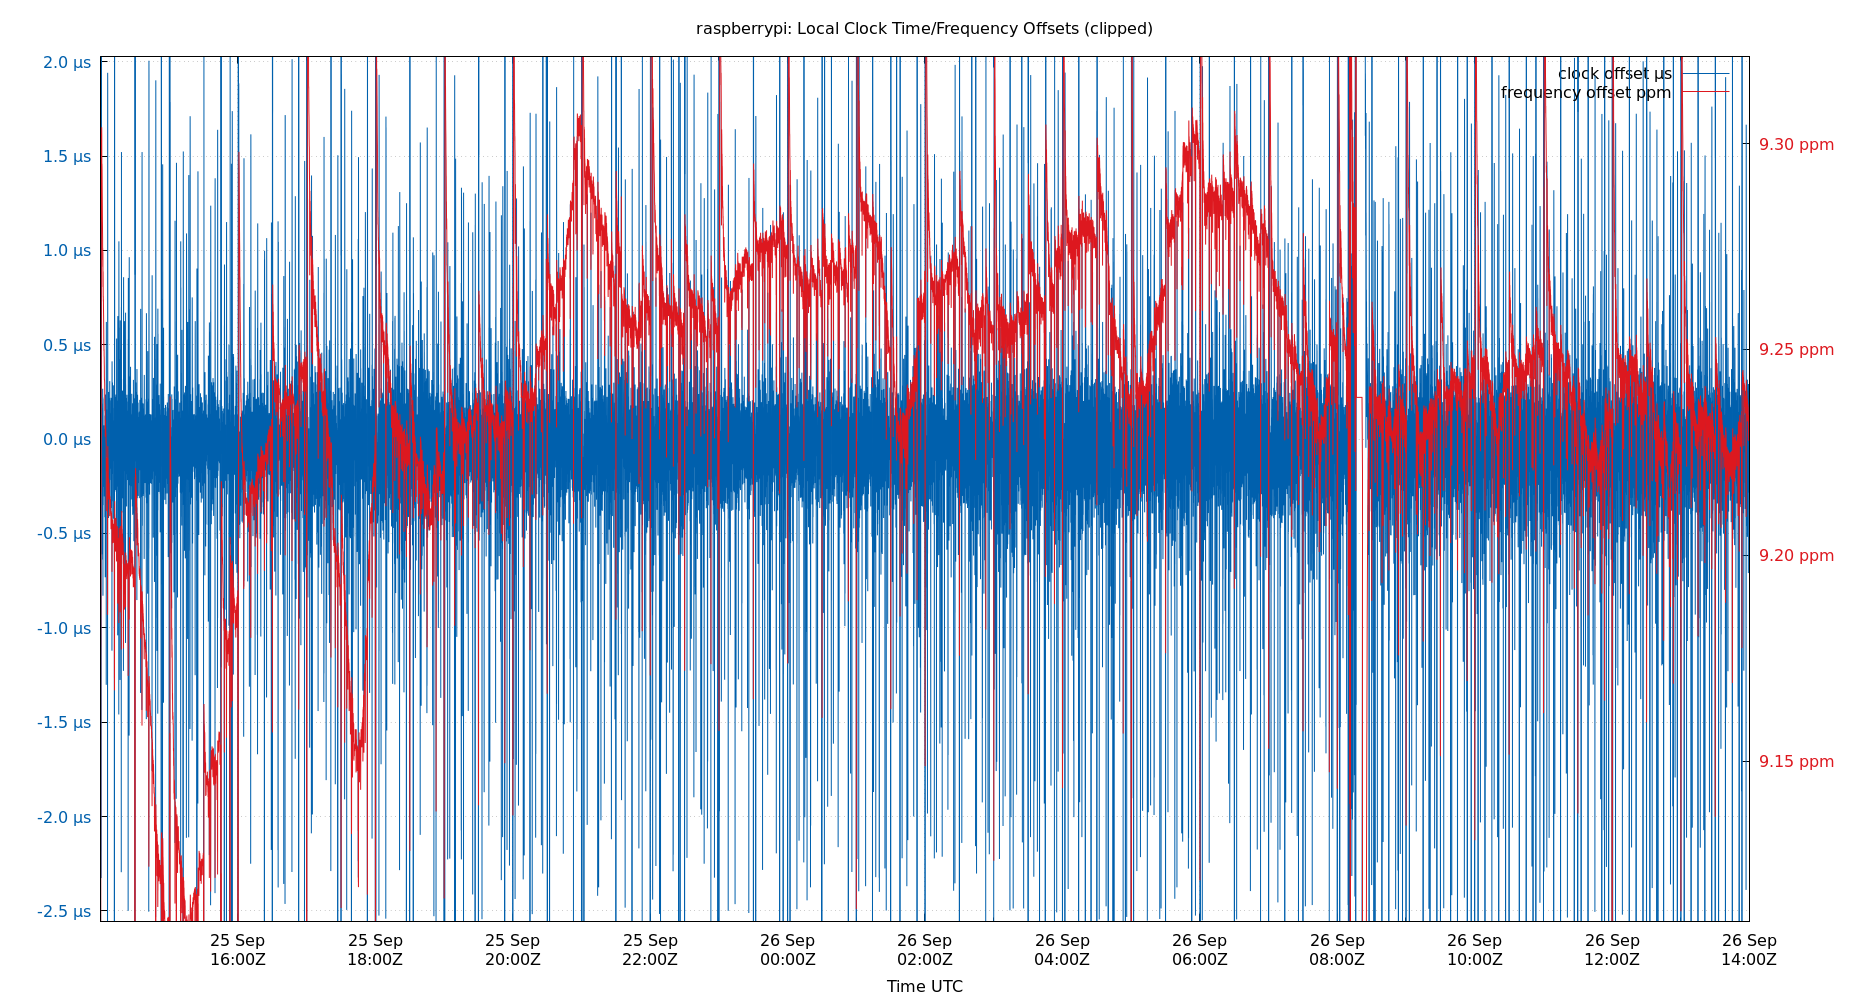 raspberrypi: Local Clock Time/Frequency Offsets (clipped)
clock offset µs
frequency offset ppm
2.0 µs
1.5 µs
1.0 µs
0.5 µs
0.0 µs
-0.5 µs
-1.0 µs
-1.5 µs
-2.0 µs
-2.5 µs
9.30 ppm
9.25 ppm
9.20 ppm
9.15 ppm
25 Sep 25 Sep 25 Sep 25 Sep 26 Sep 26 Sep 26 Sep 26 Sep 26 Sep 26 Sep 26 Sep 26 Sep
16:00Z 18:00Z 20:00Z 22:00Z 00:00Z 02:00Z 04:00Z 06:00Z 08:00Z 10:00Z 12:00Z 14:00Z
Time UTC